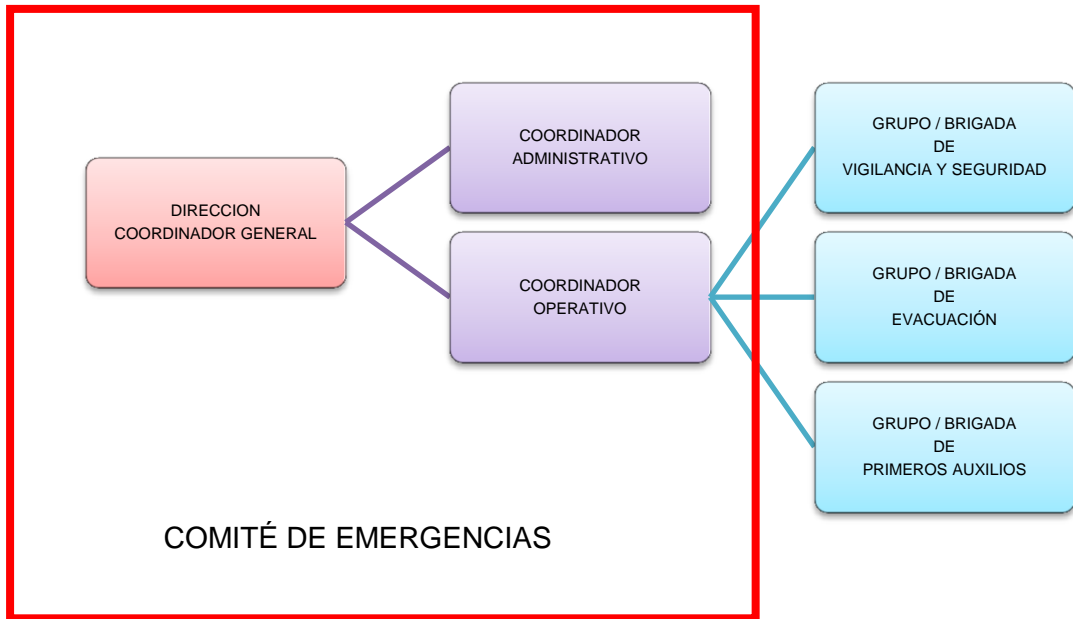 DIRECCION
COORDINADOR GENERAL
COORDINADOR
ADMINISTRATIVO
COORDINADOR
OPERATIVO
GRUPO / BRIGADA
DE
VIGILANCIA Y SEGURIDAD
GRUPO / BRIGADA
DE
EVACUACIÓN
GRUPO / BRIGADA
DE
PRIMEROS AUXILIOS
COMITÉ DE EMERGENCIAS